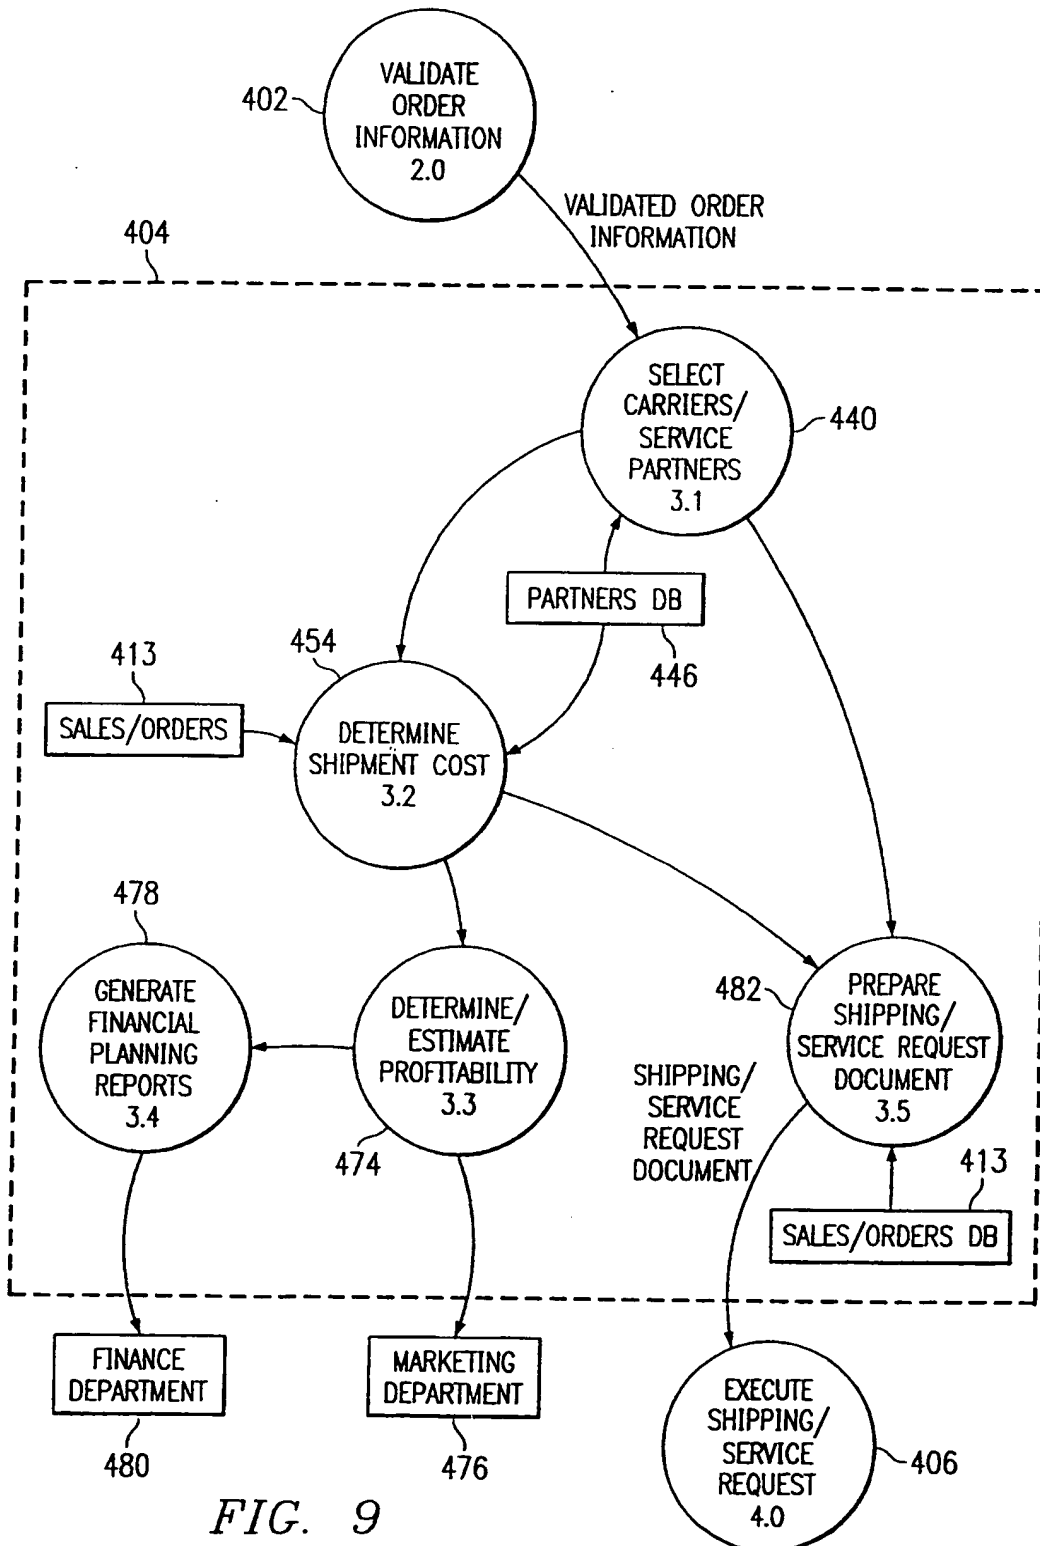 VALIDATE
ORDER
INFORMATION
2.0
402
VALIDATED ORDER
INFORMATION
404
SELECT
CARRIERS/
SERVICE
PARTNERS
3.1
440
PARTNERS DB
446
454
413
SALES/ORDERS
DETERMINE
SHIPMENT COST
3.2
478
GENERATE
FINANCIAL
PLANNING
REPORTS
3.4
DETERMINE/
ESTIMATE
PROFITABILITY
3.3
474
482
PREPARE
SHIPPING/
SERVICE REQUEST
DOCUMENT
3.5
SHIPPING/
SERVICE
REQUEST
DOCUMENT
413
SALES/ORDERS DB
FINANCE
DEPARTMENT
480
MARKETING
DEPARTMENT
476
EXECUTE
SHIPPING/
SERVICE
REQUEST
4.0
406
FIG. 9